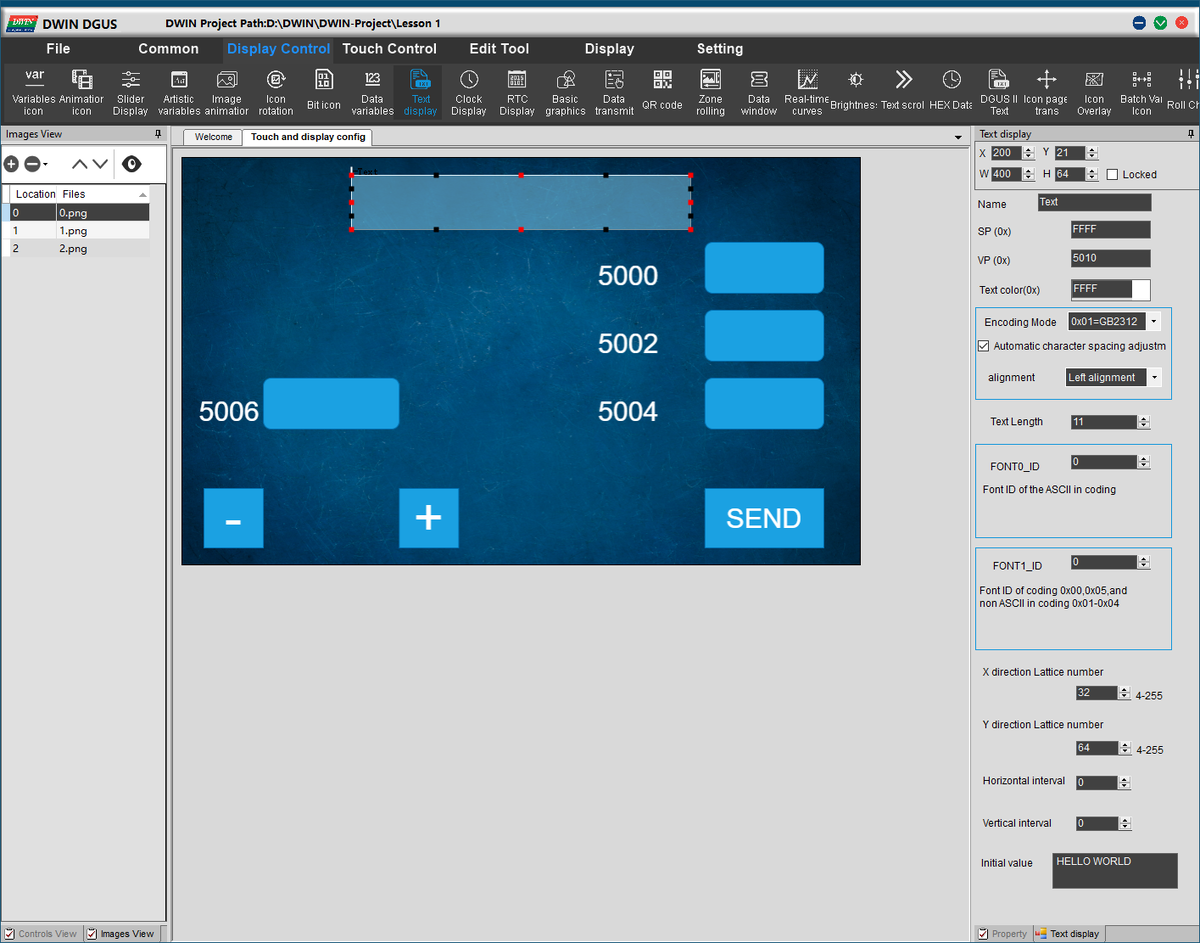 DWIN DGUS
DWIN Project Path:D:\DWIN\DWIN-Project\Lesson 1
File Common Display Control Touch Control Edit Tool Display Setting
Variables icon
Animatior icon
Slider Display
Artistic variables
Image animatior
Icon rotation
Bit icon
Data variables
Text display
Clock Display
RTC Display
Basic graphics
Data transmit
QR code
Zone rolling
Data window
Real-time curves
Brightness
Text scrol
HEX Data
DGUS II Text
Icon page trans
Icon Overlay
Batch Va Icon
Roll Ch
Images View
Welcome Touch and display config
Location Files
0 0.png
1 1.png
2 2.png
Text
5000
5002
5006
5004
-
+
SEND
Text display
X 200 Y 21
W 400 H 64 Locked
Name Text
SP (0x) FFFF
VP (0x) 5010
Text color(0x) FFFF
Encoding Mode 0x01=GB2312
Automatic character spacing adjustm
alignment Left alignment
Text Length 11
FONT0_ID 0
Font ID of the ASCII in coding
FONT1_ID 0
Font ID of coding 0x00,0x05,and
non ASCII in coding 0x01-0x04
X direction Lattice number
32 4-255
Y direction Lattice number
64 4-255
Horizontal interval 0
Vertical interval 0
Initial value HELLO WORLD
Controls View Images View
Property Text display